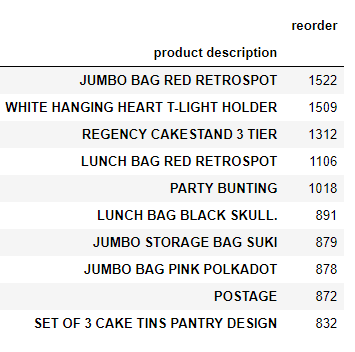 reorder
product description
JUMBO BAG RED RETROSPOT 1522
WHITE HANGING HEART T-LIGHT HOLDER 1509
REGENCY CAKESTAND 3 TIER 1312
LUNCH BAG RED RETROSPOT 1106
PARTY BUNTING 1018
LUNCH BAG BLACK SKULL. 891
JUMBO STORAGE BAG SUKI 879
JUMBO BAG PINK POLKADOT 878
POSTAGE 872
SET OF 3 CAKE TINS PANTRY DESIGN 832